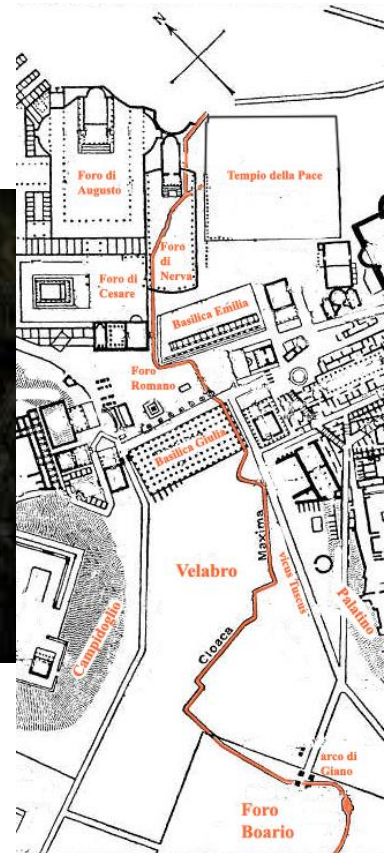 Foro di
Augusto
Tempio della Pace
Foro
di
Nerva
Foro di
Cesare
Basilica Emilia
Foro
Romano
Basilica Giulia
Maxima
Velabro
vicus Tuscus
Palatino
Campidoglio
Cloaca
arco di
Giano
Foro
Boario